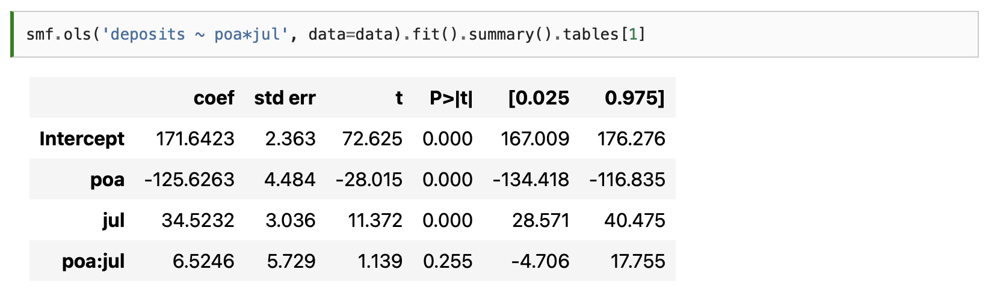 smf.ols('deposits ~ poa*jul', data=data).fit().summary().tables[1]
coef std err t P>|t| [0.025 0.975]
Intercept 171.6423 2.363 72.625 0.000 167.009 176.276
poa -125.6263 4.484 -28.015 0.000 -134.418 -116.835
jul 34.5232 3.036 11.372 0.000 28.571 40.475
poa:jul 6.5246 5.729 1.139 0.255 -4.706 17.755